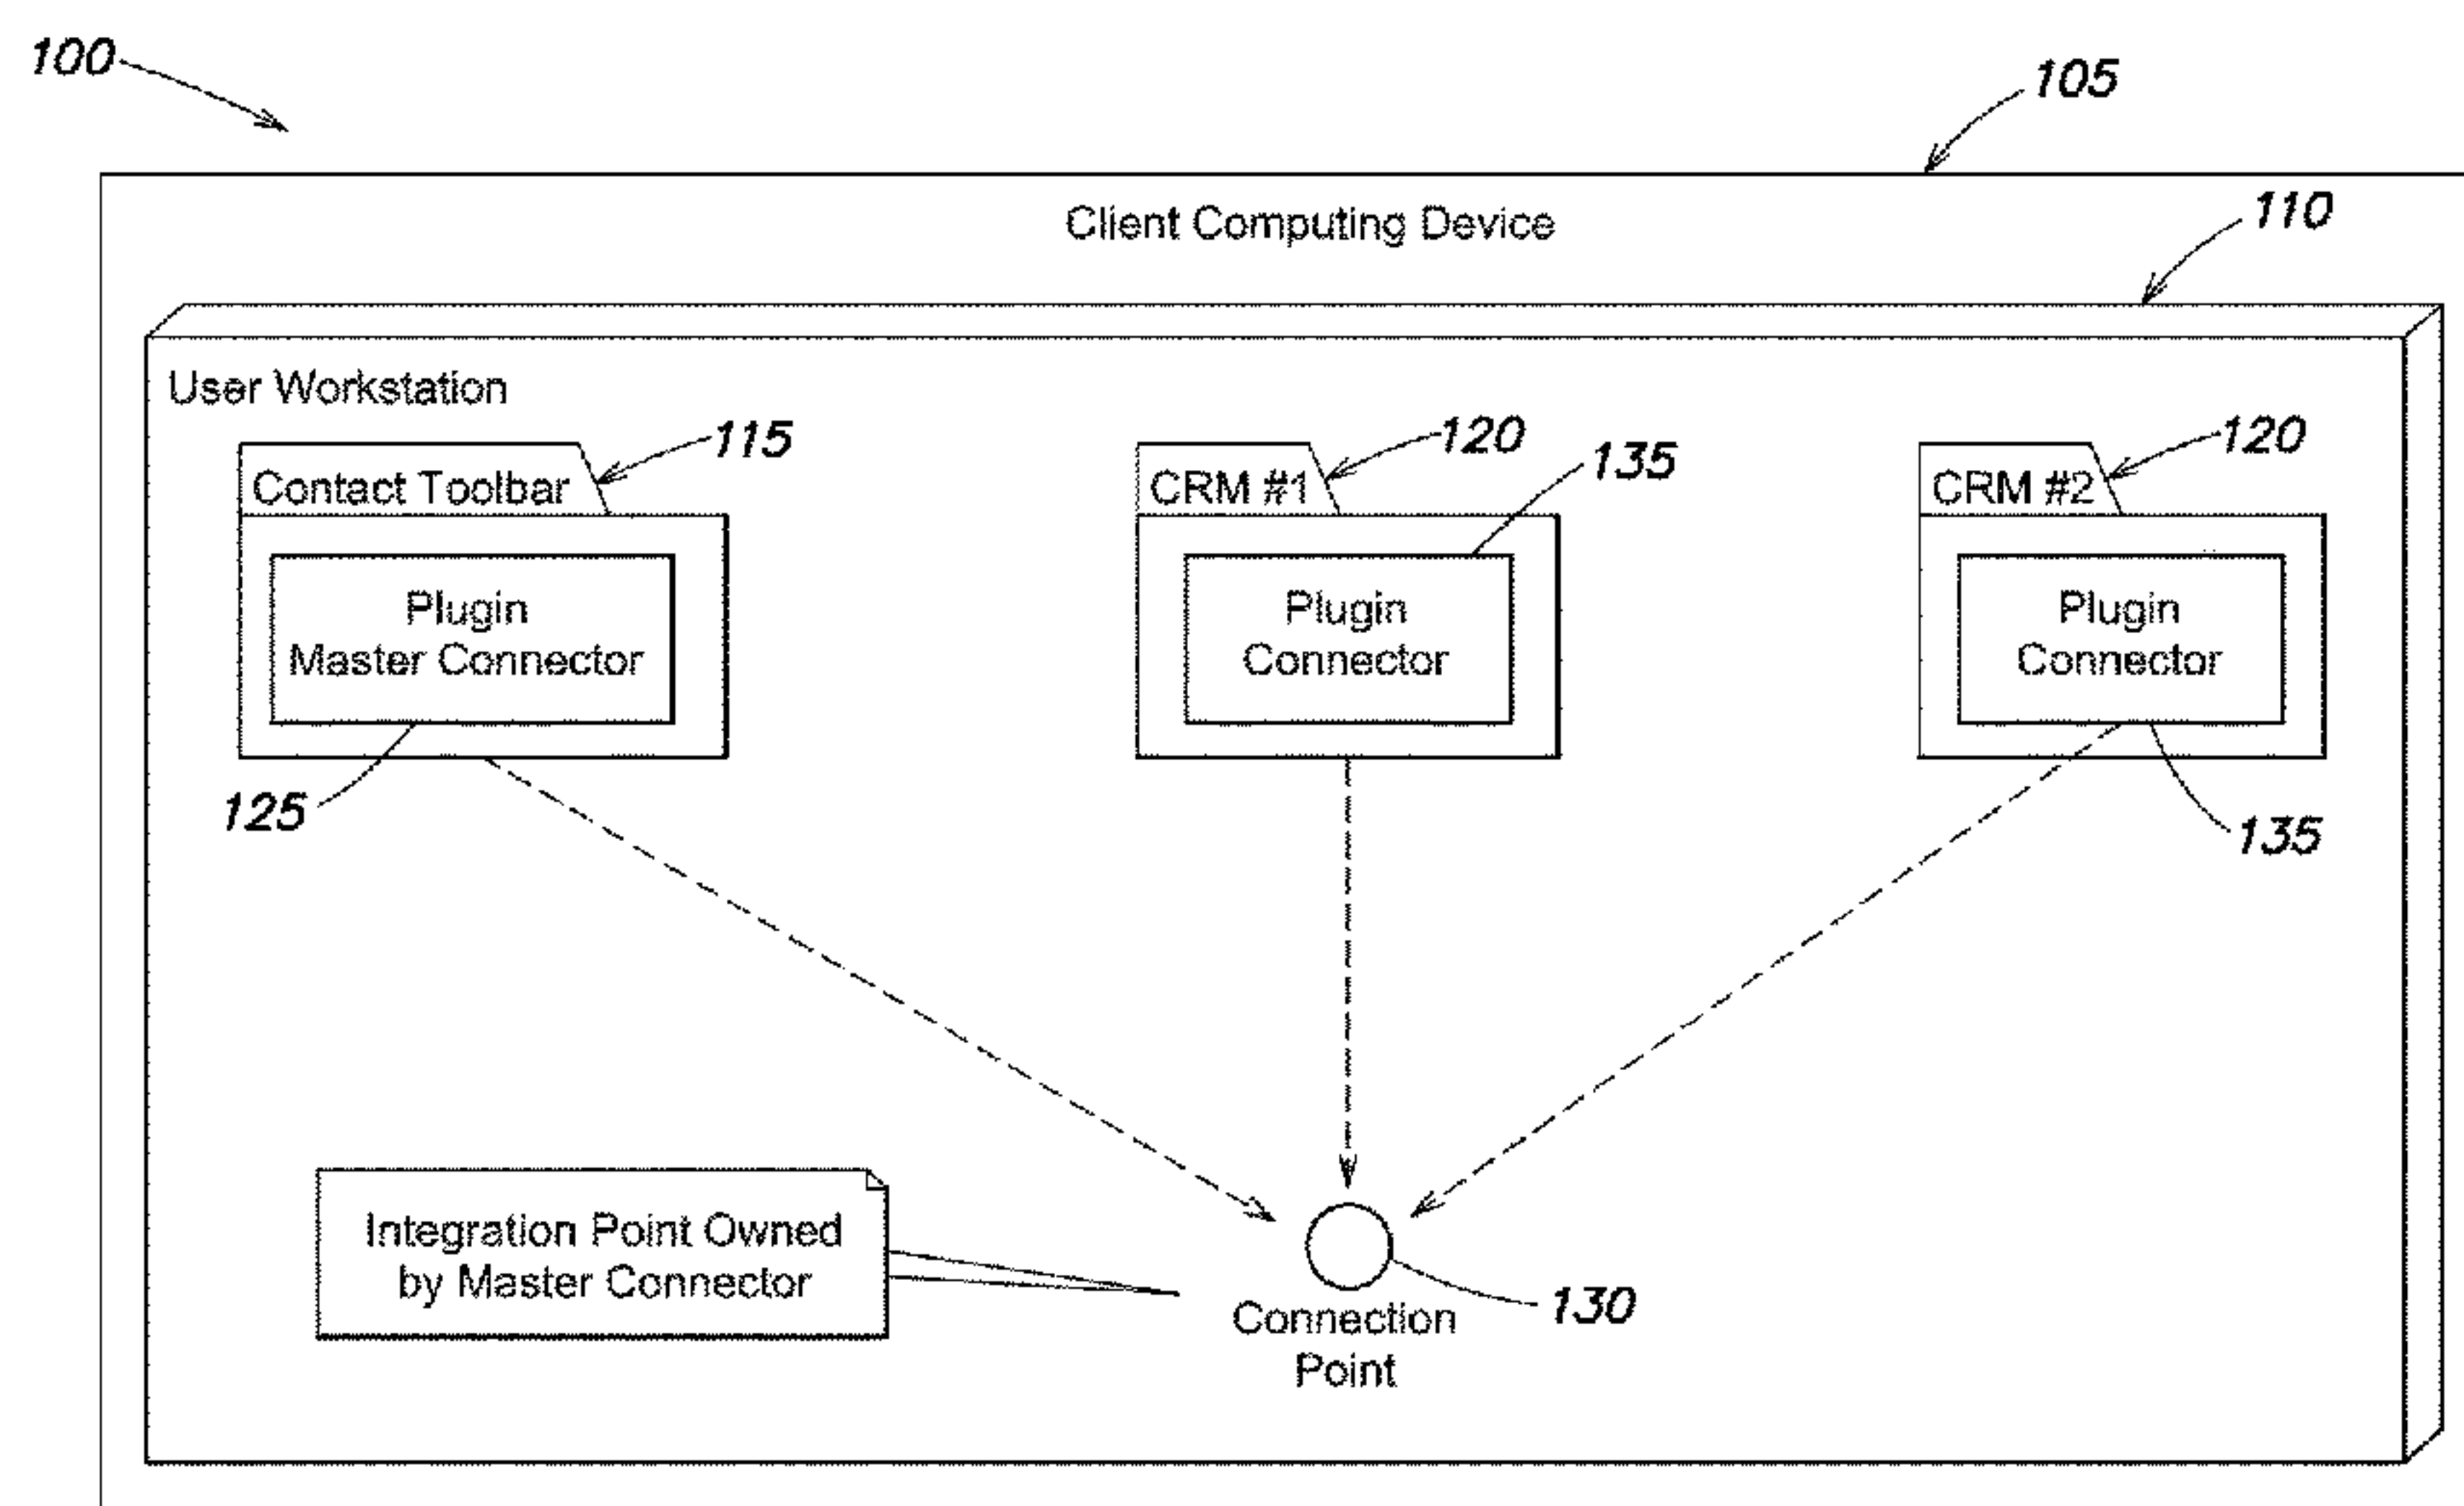 100
105
Client Computing Device
110
User Workstation
115
120
135
120
Contact Toolbar
CRM #1
CRM #2
Plugin
Master Connector
Plugin
Connector
Plugin
Connector
125
135
Integration Point Owned
by Master Connector
130
Connection
Point